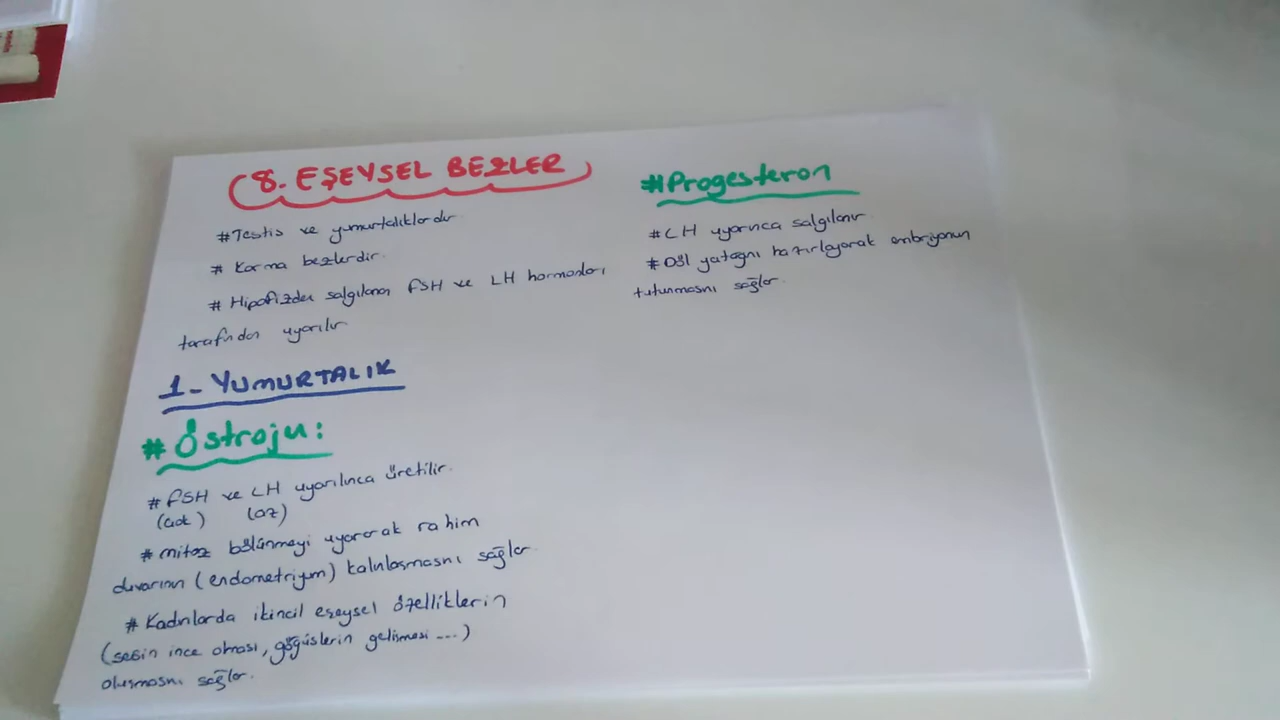 8. EŞEYSEL BEZLER
#Testis ve yumurtalıklardır.
# Karma bezlerdir.
# Hipofizden salgılanan FSH ve LH hormonları
tarafından uyarılır.
1- YUMURTALIK
# Östrojen:
# FSH ve LH uyarılınca üretilir.
(çok) (az)
# mitoz bölünmeyi uyararak rahim
duvarının (endometriyum) kalınlaşmasını sağlar.
# Kadınlarda ikincil eşeysel özelliklerin
(sesin ince olması, göğüslerin gelişmesi ...)
oluşmasını sağlar.
#Progesteron
#LH uyarınca salgılanır
#Döl yatağını hazırlayarak embriyonun
tutunmasını sağlar.